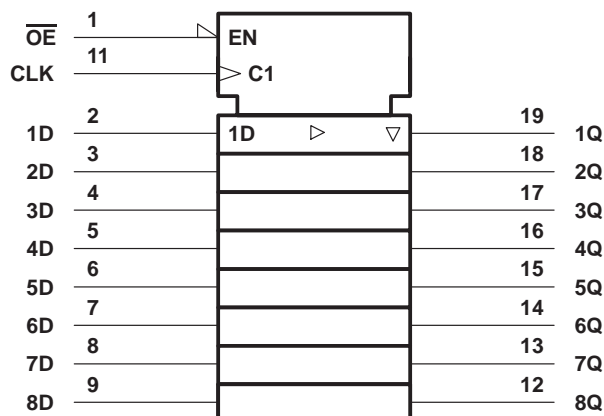 O̅E̅ 1 EN
CLK 11 C1
1D 2 1D 19 1Q
2D 3 18 2Q
3D 4 17 3Q
4D 5 16 4Q
5D 6 15 5Q
6D 7 14 6Q
7D 8 13 7Q
8D 9 12 8Q